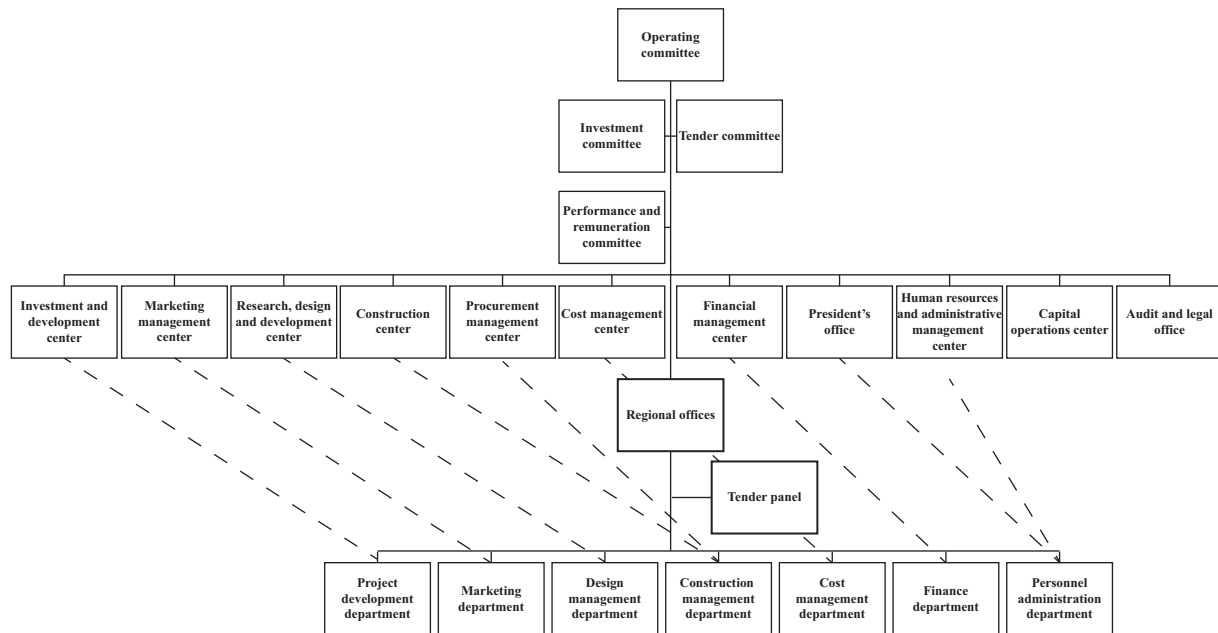 Operating
committee
Investment
committee
Tender committee
Performance and
remuneration
committee
Investment and
development
center
Marketing
management
center
Research, design
and development
center
Construction
center
Procurement
management
center
Cost management
center
Financial
management
center
President's
office
Human resources
and administrative
management
center
Capital
operations center
Audit and legal
office
Regional offices
Tender panel
Project
development
department
Marketing
department
Design
management
department
Construction
management
department
Cost
management
department
Finance
department
Personnel
administration
department